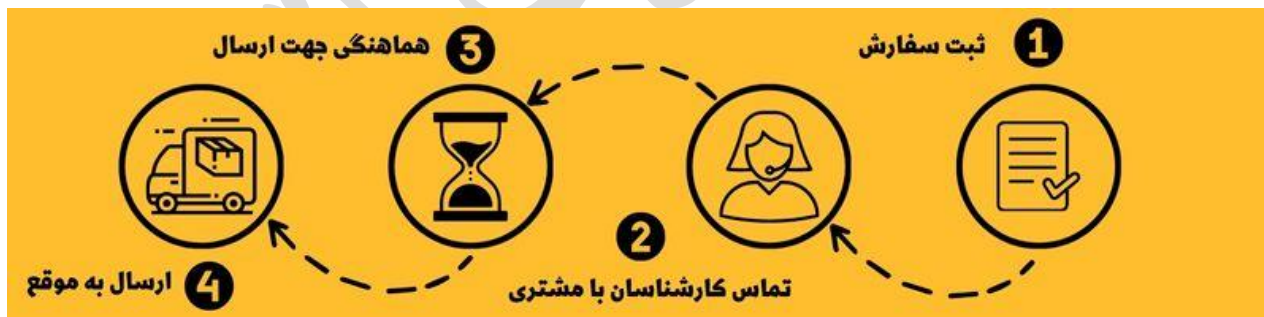 1 ثبت سفارش
2 تماس کارشناسان با مشتری
3 هماهنگی جهت ارسال
4 ارسال به موقع